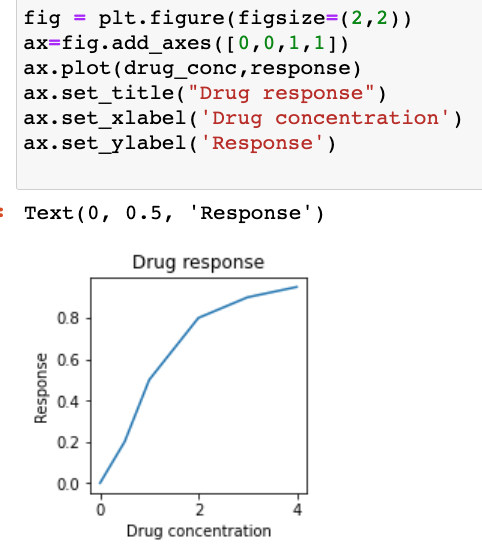 fig = plt.figure(figsize=(2,2))
ax=fig.add_axes([0,0,1,1])
ax.plot(drug_conc,response)
ax.set_title("Drug response")
ax.set_xlabel('Drug concentration')
ax.set_ylabel('Response')
: Text(0, 0.5, 'Response')
Drug response
0.8
0.6
0.4
0.2
0.0
Response
0 2 4
Drug concentration